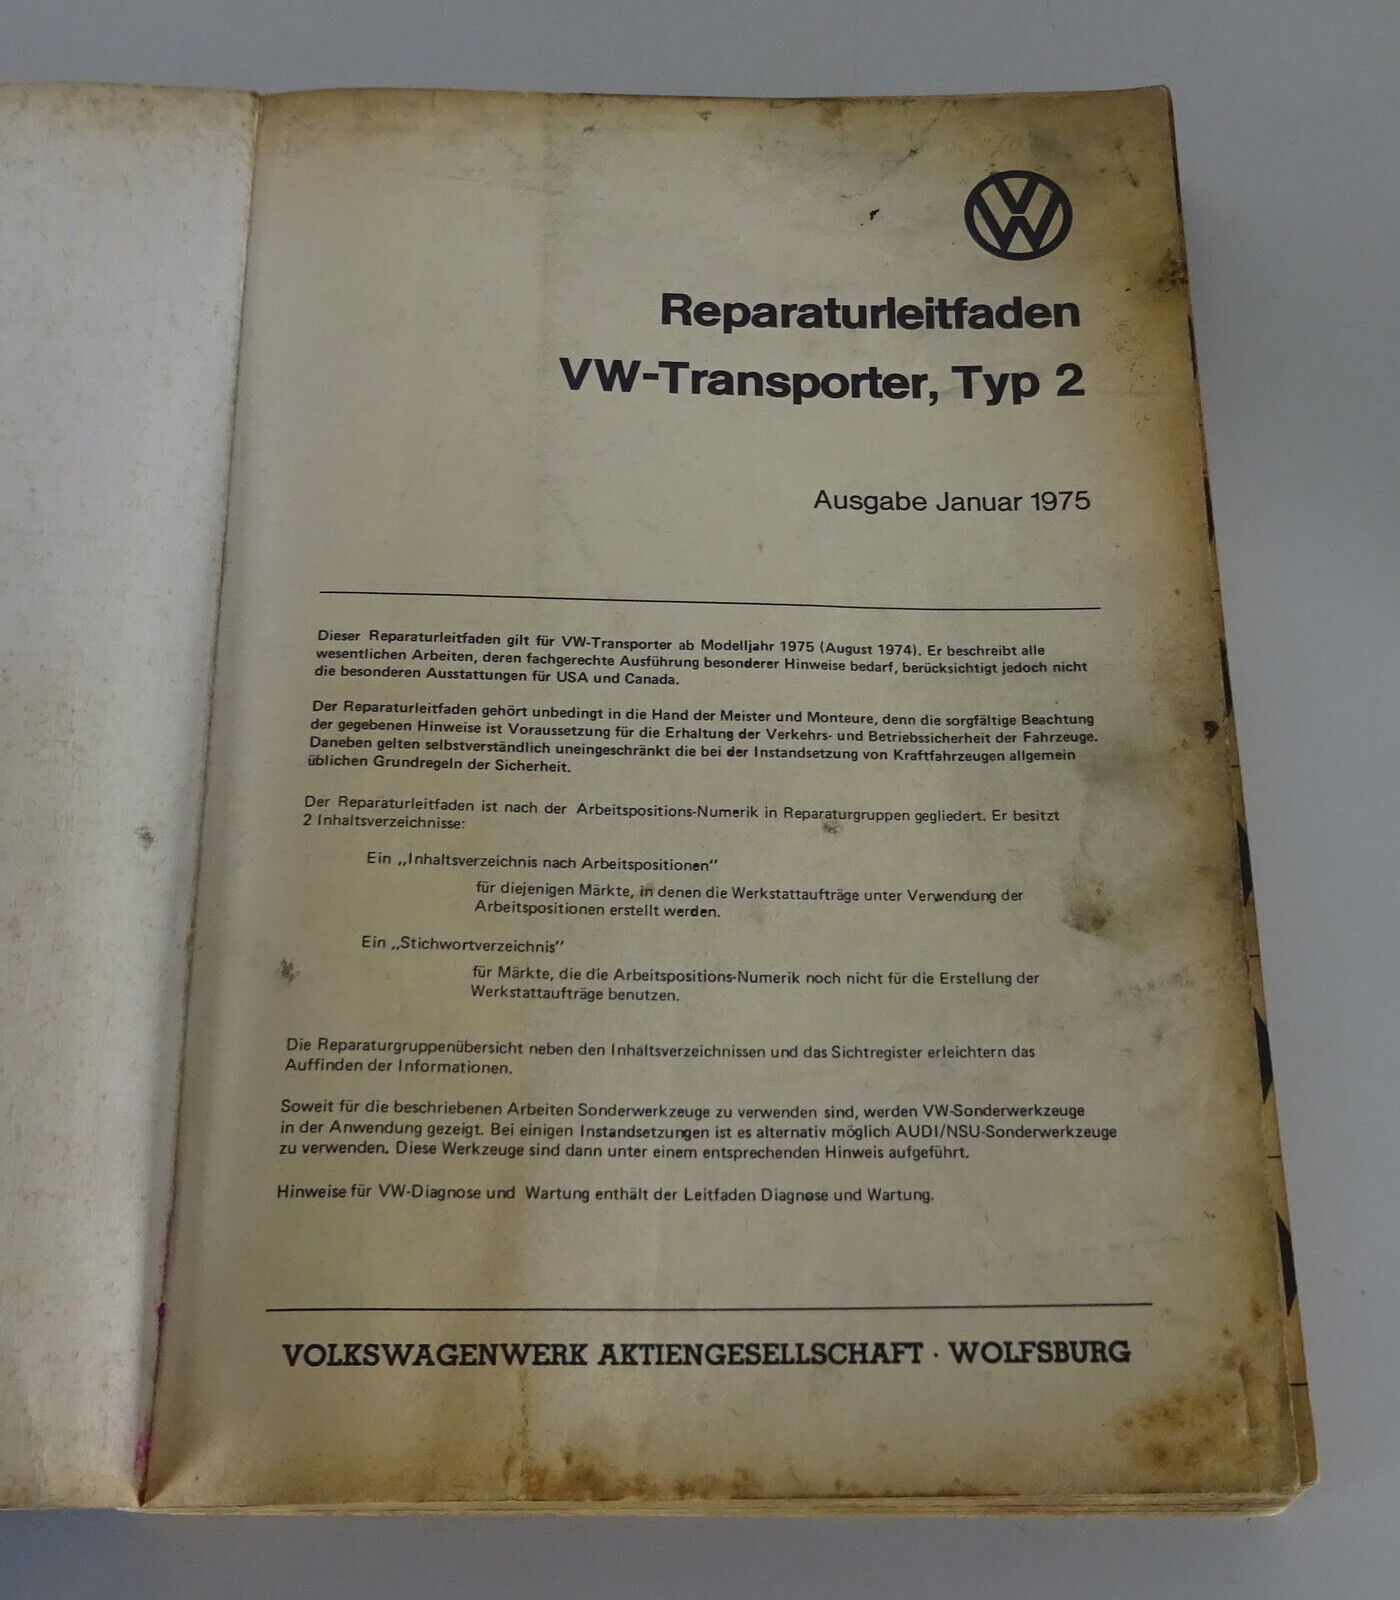 Reparaturleitfaden
VW-Transporter, Typ 2
Ausgabe Januar 1975
Dieser Reparaturleitfaden gilt für VW-Transporter ab Modelljahr 1975 (August 1974). Er beschreibt alle
wesentlichen Arbeiten, deren fachgerechte Ausführung besonderer Hinweise bedarf, berücksichtigt jedoch nicht
die besonderen Ausstattungen für USA und Canada.
Der Reparaturleitfaden gehört unbedingt in die Hand der Meister und Monteure, denn die sorgfältige Beachtung
der gegebenen Hinweise ist Voraussetzung für die Erhaltung der Verkehrs- und Betriebssicherheit der Fahrzeuge.
Daneben gelten selbstverständlich uneingeschränkt die bei der Instandsetzung von Kraftfahrzeugen allgemein
üblichen Grundregeln der Sicherheit.
Der Reparaturleitfaden ist nach der Arbeitspositions-Numerik in Reparaturgruppen gegliedert. Er besitzt
2 Inhaltsverzeichnisse:
Ein „Inhaltsverzeichnis nach Arbeitspositionen"
für diejenigen Märkte, in denen die Werkstattaufträge unter Verwendung der
Arbeitspositionen erstellt werden.
Ein „Stichwortverzeichnis"
für Märkte, die die Arbeitspositions-Numerik noch nicht für die Erstellung der
Werkstattaufträge benutzen.
Die Reparaturgruppenübersicht neben den Inhaltsverzeichnissen und das Sichtregister erleichtern das
Auffinden der Informationen.
Soweit für die beschriebenen Arbeiten Sonderwerkzeuge zu verwenden sind, werden VW-Sonderwerkzeuge
in der Anwendung gezeigt. Bei einigen Instandsetzungen ist es alternativ möglich AUDI/NSU-Sonderwerkzeuge
zu verwenden. Diese Werkzeuge sind dann unter einem entsprechenden Hinweis aufgeführt.
Hinweise für VW-Diagnose und Wartung enthält der Leitfaden Diagnose und Wartung.
VOLKSWAGENWERK AKTIENGESELLSCHAFT · WOLFSBURG